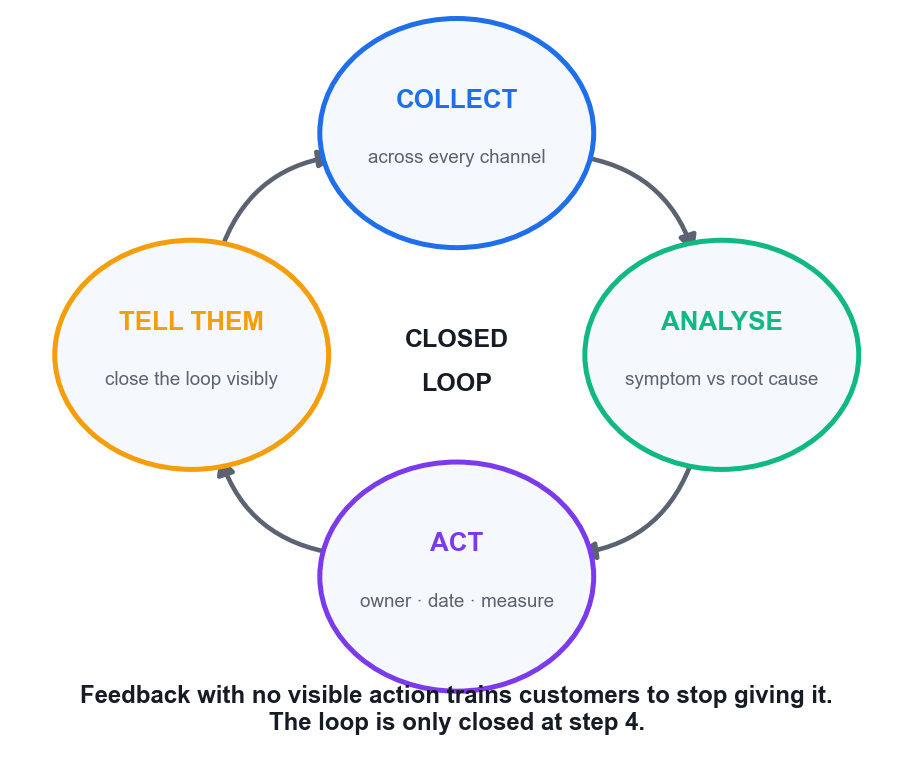 COLLECT
across every channel
TELL THEM
close the loop visibly
CLOSED
LOOP
ANALYSE
symptom vs root cause
ACT
owner · date · measure
Feedback with no visible action trains customers to stop giving it.
The loop is only closed at step 4.